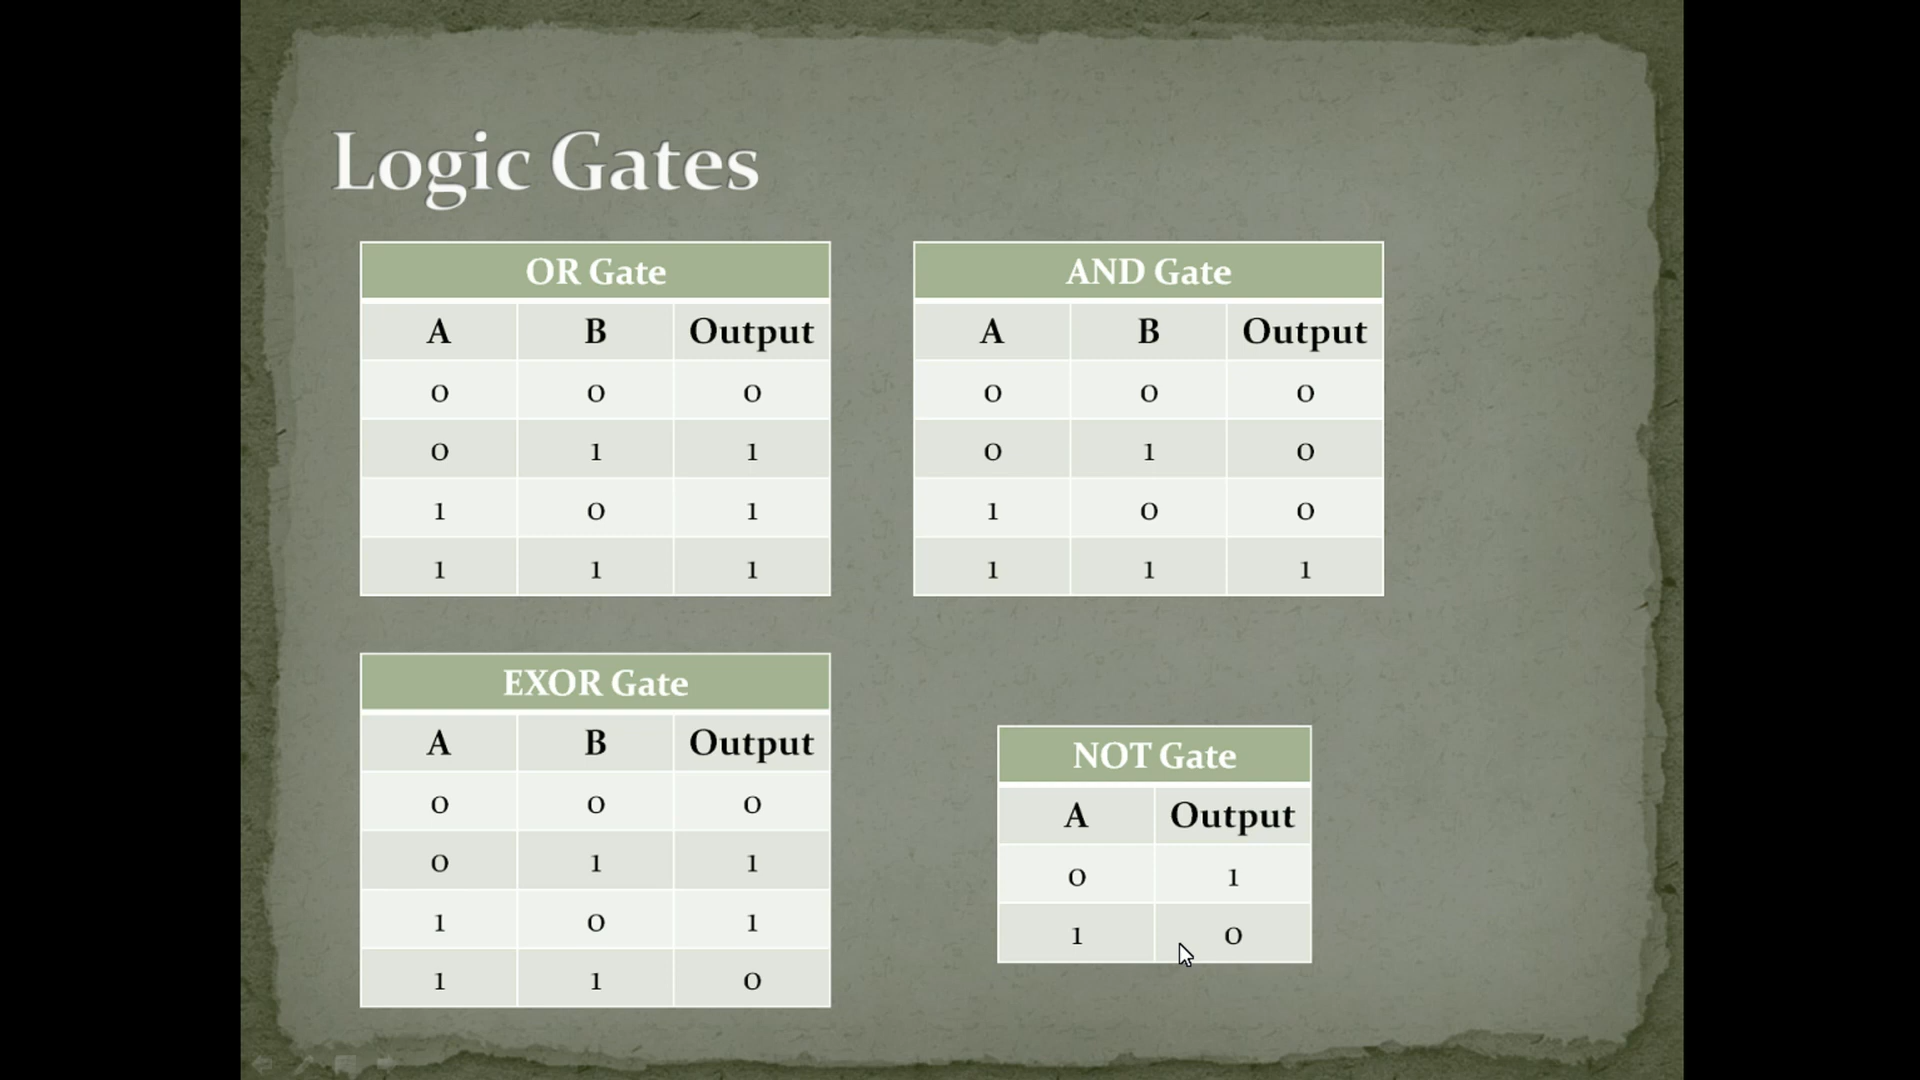 Logic Gates
OR Gate
A B Output
0 0 0
0 1 1
1 0 1
1 1 1
AND Gate
A B Output
0 0 0
0 1 0
1 0 0
1 1 1
EXOR Gate
A B Output
0 0 0
0 1 1
1 0 1
1 1 0
NOT Gate
A Output
0 1
1 0